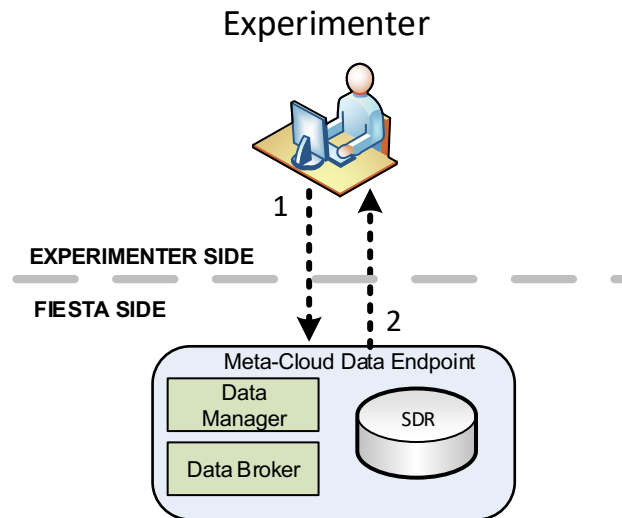 Experimenter
1
EXPERIMENTER SIDE
FIESTA SIDE
2
Meta-Cloud Data Endpoint
Data
Manager
SDR
Data Broker